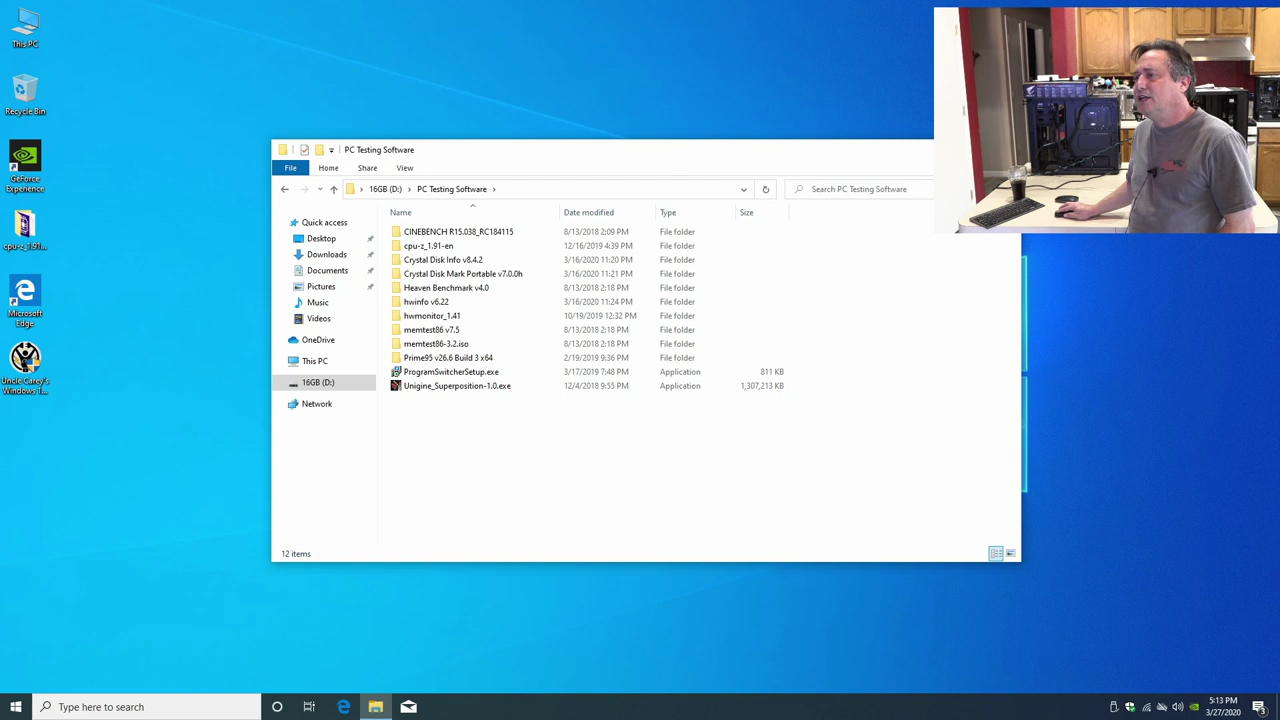 This PC
Recycle Bin
GeForce
Experience
cpu-z_1.91...
Microsoft
Edge
Uncle Carey's
Windows 1...
PC Testing Software
File Home Share View
16GB (D:) PC Testing Software
Search PC Testing Software
Name Date modified Type Size
Quick access
Desktop
Downloads
Documents
Pictures
Music
Videos
OneDrive
This PC
16GB (D:)
Network
CINEBENCH R15.038_RC184115 8/13/2018 2:09 PM File folder
cpu-z_1.91-en 12/16/2019 4:39 PM File folder
Crystal Disk Info v8.4.2 3/16/2020 11:20 PM File folder
Crystal Disk Mark Portable v7.0.0h 3/16/2020 11:21 PM File folder
Heaven Benchmark v4.0 8/13/2018 2:18 PM File folder
hwinfo v6.22 3/16/2020 11:24 PM File folder
hwmonitor_1.41 10/19/2019 12:32 PM File folder
memtest86 v7.5 8/13/2018 2:18 PM File folder
memtest86-3.2.iso 8/13/2018 2:18 PM File folder
Prime95 v26.6 Build 3 x64 2/19/2019 9:36 PM File folder
ProgramSwitcherSetup.exe 3/17/2019 7:48 PM Application 811 KB
Unigine_Superposition-1.0.exe 12/4/2018 9:55 PM Application 1,307,213 KB
12 items
Type here to search
5:13 PM
3/27/2020
3